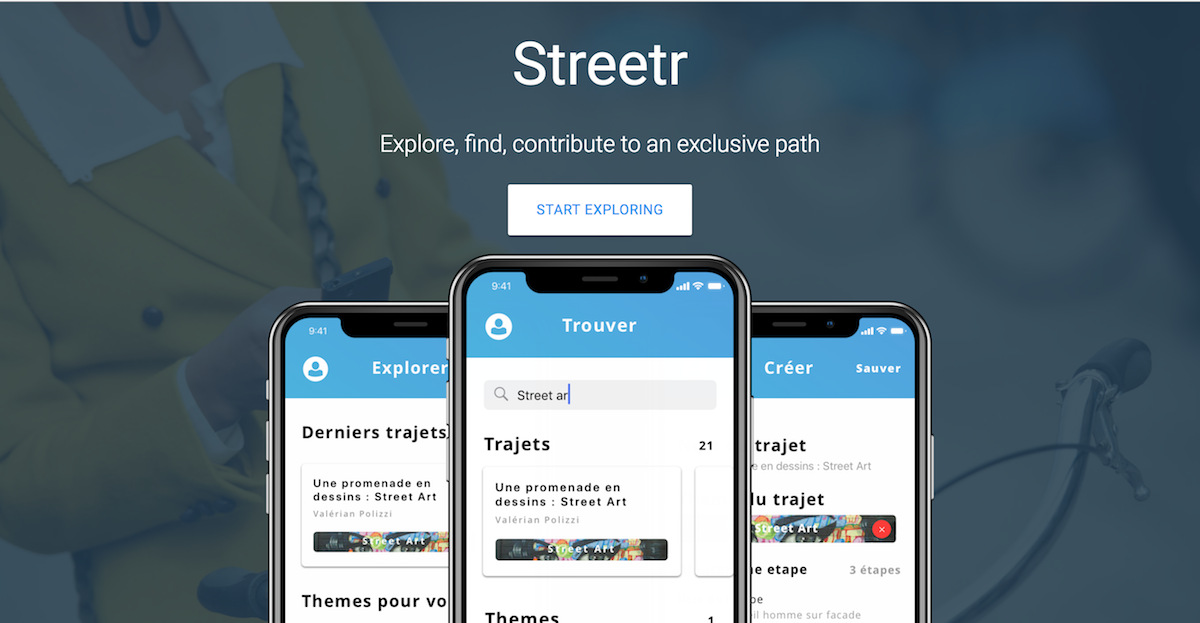 Streetr
Explore, find, contribute to an exclusive path
START EXPLORING
9:41
Explorer
Derniers trajets
Une promenade en
dessins : Street Art
Valérian Polizzi
Street Art
Themes pour vo
9:41
Trouver
Street ar
Trajets 21
Une promenade en
dessins : Street Art
Valérian Polizzi
Street Art
Themes 1
Créer Sauver
trajet
en dessins : Street Art
du trajet
Street Art
etape 3 étapes
homme sur facade